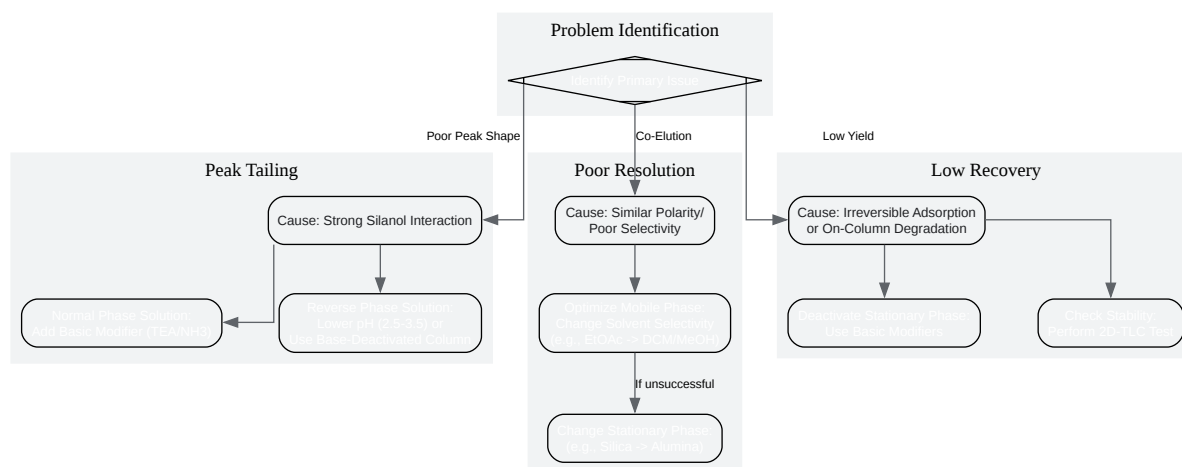 Problem Identification
Identify Primary Issue
Poor Peak Shape
Co-Elution
Low Yield
Peak Tailing
Cause: Strong Silanol Interaction
Normal Phase Solution:
Add Basic Modifier (TEA/NH3)
Reverse Phase Solution:
Lower pH (2.5-3.5) or
Use Base-Deactivated Column
Poor Resolution
Cause: Similar Polarity/
Poor Selectivity
Optimize Mobile Phase:
Change Solvent Selectivity
(e.g., EtOAc -> DCM/MeOH)
If unsuccessful
Change Stationary Phase:
(e.g., Silica -> Alumina)
Low Recovery
Cause: Irreversible Adsorption
or On-Column Degradation
Deactivate Stationary Phase:
Use Basic Modifiers
Check Stability:
Perform 2D-TLC Test